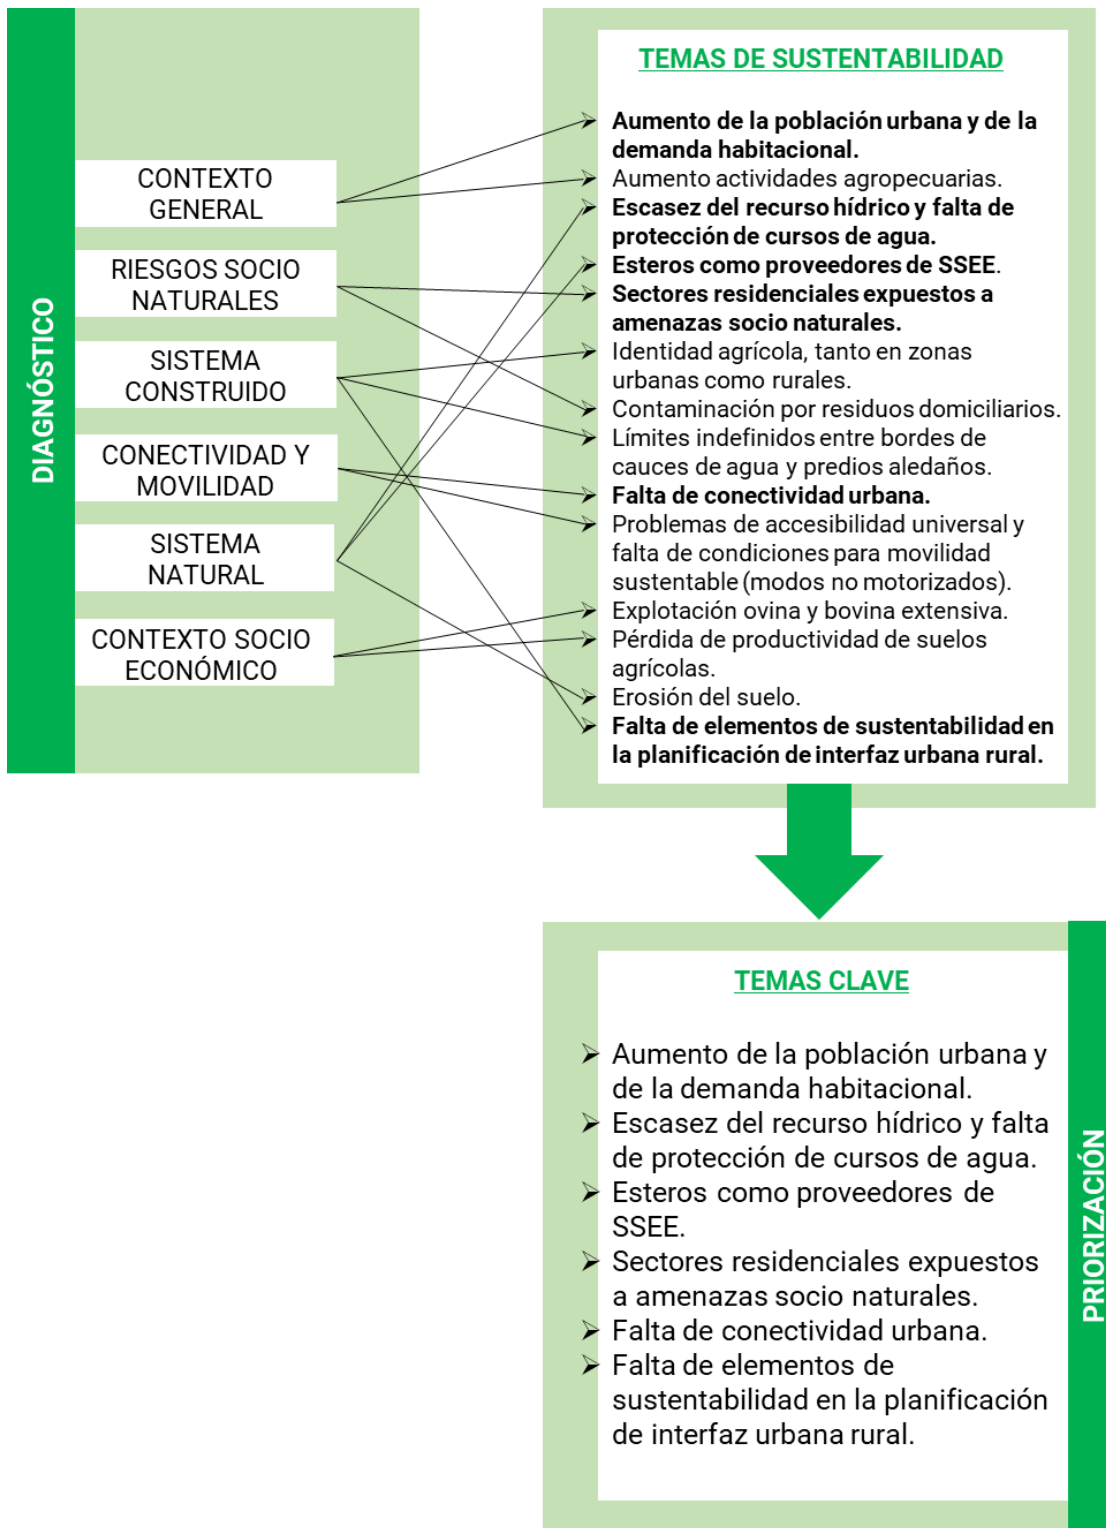 DIAGNÓSTICO
CONTEXTO
GENERAL
RIESGOS SOCIO
NATURALES
SISTEMA
CONSTRUIDO
CONECTIVIDAD Y
MOVILIDAD
SISTEMA
NATURAL
CONTEXTO SOCIO
ECONÓMICO
TEMAS DE SUSTENTABILIDAD
Aumento de la población urbana y de la
demanda habitacional.
Aumento actividades agropecuarias.
Escasez del recurso hídrico y falta de
protección de cursos de agua.
Esteros como proveedores de SSEE.
Sectores residenciales expuestos a
amenazas socio naturales.
Identidad agrícola, tanto en zonas
urbanas como rurales.
Contaminación por residuos domiciliarios.
Límites indefinidos entre bordes de
cauces de agua y predios aledaños.
Falta de conectividad urbana.
Problemas de accesibilidad universal y
falta de condiciones para movilidad
sustentable (modos no motorizados).
Explotación ovina y bovina extensiva.
Pérdida de productividad de suelos
agrícolas.
Erosión del suelo.
Falta de elementos de sustentabilidad en
la planificación de interfaz urbana rural.
TEMAS CLAVE
Aumento de la población urbana y
de la demanda habitacional.
Escasez del recurso hídrico y falta
de protección de cursos de agua.
Esteros como proveedores de
SSEE.
Sectores residenciales expuestos
a amenazas socio naturales.
Falta de conectividad urbana.
Falta de elementos de
sustentabilidad en la planificación
de interfaz urbana rural.
PRIORIZACIÓN